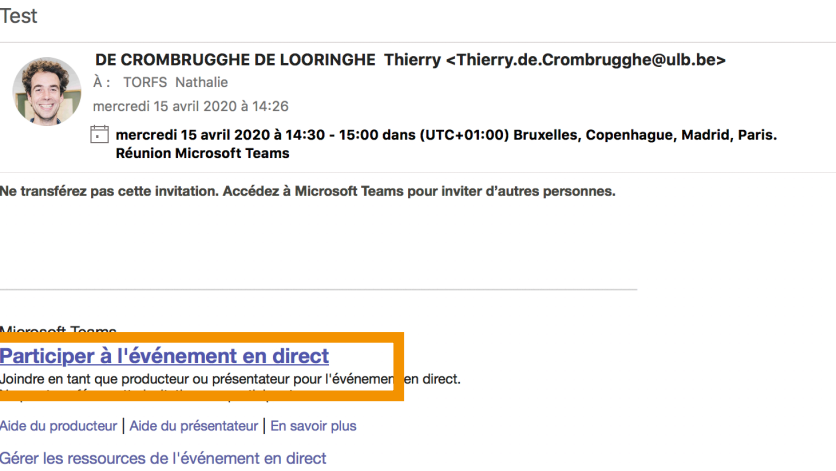 Test
DE CROMBRUGGHE DE LOORINGHE Thierry <Thierry.de.Crombrugghe@ulb.be>
À : TORFS Nathalie
mercredi 15 avril 2020 à 14:26
mercredi 15 avril 2020 à 14:30 - 15:00 dans (UTC+01:00) Bruxelles, Copenhague, Madrid, Paris.
Réunion Microsoft Teams
Ne transférez pas cette invitation. Accédez à Microsoft Teams pour inviter d'autres personnes.
Microsoft Teams
Participer à l'événement en direct
Joindre en tant que producteur ou présentateur pour l'événement en direct.
Aide du producteur | Aide du présentateur | En savoir plus
Gérer les ressources de l'événement en direct